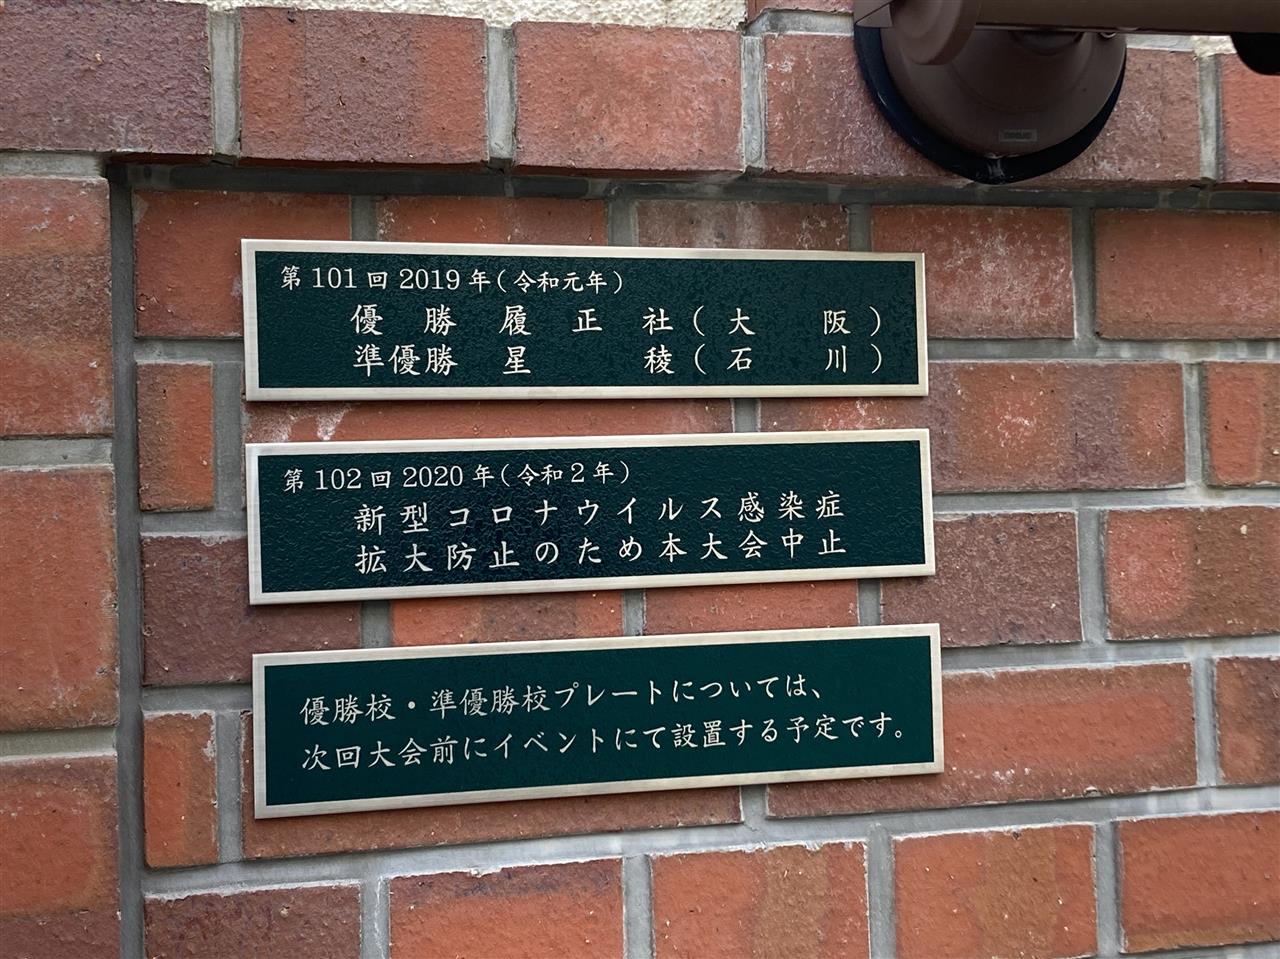 第101回2019年(令和元年)
優勝 履正社(大阪)
準優勝 星稜(石川)
第102回2020年(令和2年)
新型コロナウイルス感染症
拡大防止のため本大会中止
優勝校・準優勝校プレートについては、
次回大会前にイベントにて設置する予定です。